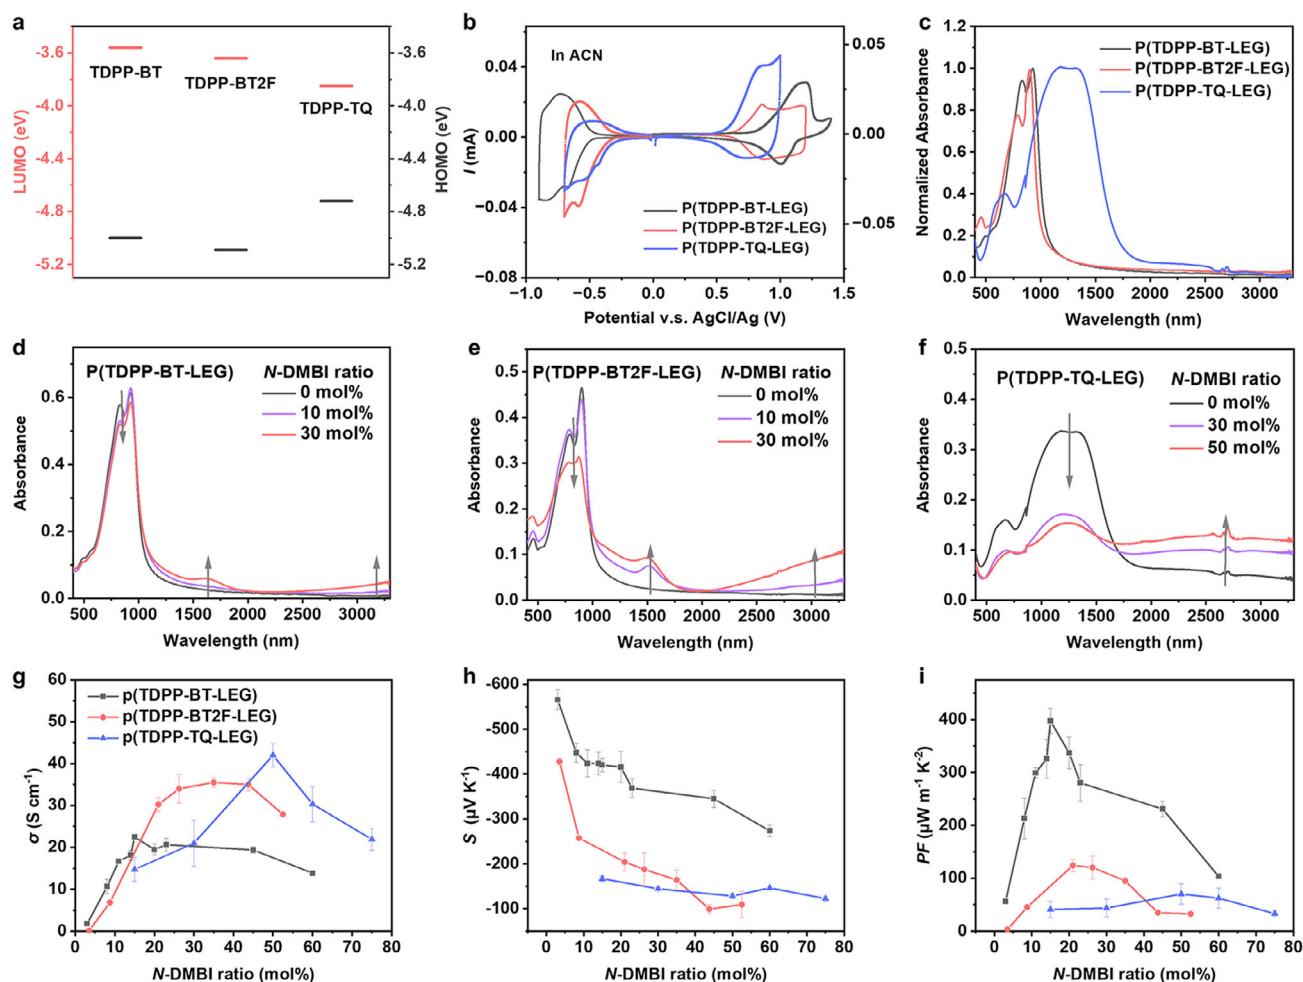 a
LUMO (eV)
-3.6
-4.0
-4.4
-4.8
-5.2
TDPP-BT
TDPP-BT2F
TDPP-TQ
-3.6
-4.0
-4.4
-4.8
-5.2
HOMO (eV)
b
In ACN
I (mA)
0.04
0.00
−0.04
−0.08
0.05
0.00
−0.05
P(TDPP-BT-LEG)
P(TDPP-BT2F-LEG)
P(TDPP-TQ-LEG)
−1.0 −0.5 0.0 0.5 1.0 1.5
Potential v.s. AgCl/Ag (V)
c
Normalized Absorbance
1.0
0.8
0.6
0.4
0.2
0.0
P(TDPP-BT-LEG)
P(TDPP-BT2F-LEG)
P(TDPP-TQ-LEG)
500 1000 1500 2000 2500 3000
Wavelength (nm)
d
P(TDPP-BT-LEG)
N-DMBI ratio
0 mol%
10 mol%
30 mol%
Absorbance
0.6
0.4
0.2
0.0
500 1000 1500 2000 2500 3000
Wavelength (nm)
e
P(TDPP-BT2F-LEG)
N-DMBI ratio
0 mol%
10 mol%
30 mol%
Absorbance
0.5
0.4
0.3
0.2
0.1
0.0
500 1000 1500 2000 2500 3000
Wavelength (nm)
f
P(TDPP-TQ-LEG)
N-DMBI ratio
0 mol%
30 mol%
50 mol%
Absorbance
0.5
0.4
0.3
0.2
0.1
0.0
500 1000 1500 2000 2500 3000
Wavelength (nm)
g
p(TDPP-BT-LEG)
p(TDPP-BT2F-LEG)
p(TDPP-TQ-LEG)
σ (S cm⁻¹)
60
50
40
30
20
10
0
0 10 20 30 40 50 60 70 80
N-DMBI ratio (mol%)
h
S (μV K⁻¹)
-600
-500
-400
-300
-200
-100
0 10 20 30 40 50 60 70 80
N-DMBI ratio (mol%)
i
PF (μW m⁻¹ K⁻²)
500
400
300
200
100
0
0 10 20 30 40 50 60 70 80
N-DMBI ratio (mol%)